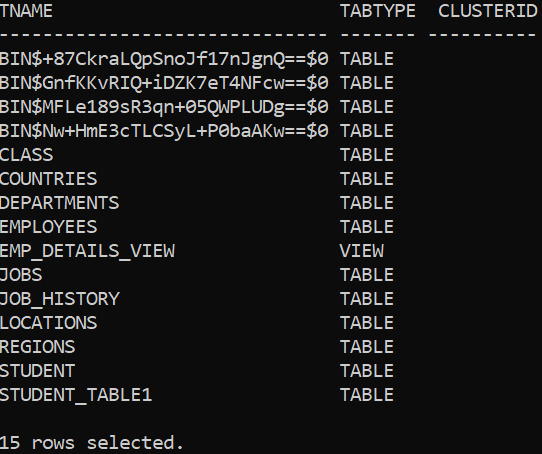 TNAME                          TABTYPE  CLUSTERID
------------------------------ ------- ----------
BIN$+87CkraLQpSnoJf17nJgnQ==$0 TABLE
BIN$GnfKKvRIQ+iDZK7eT4NFcw==$0 TABLE
BIN$MFLe189sR3qn+05QWPLUDg==$0 TABLE
BIN$Nw+HmE3cTLCSyL+P0baAKw==$0 TABLE
CLASS                          TABLE
COUNTRIES                      TABLE
DEPARTMENTS                    TABLE
EMPLOYEES                      TABLE
EMP_DETAILS_VIEW               VIEW
JOBS                           TABLE
JOB_HISTORY                    TABLE
LOCATIONS                      TABLE
REGIONS                        TABLE
STUDENT                        TABLE
STUDENT_TABLE1                 TABLE

15 rows selected.